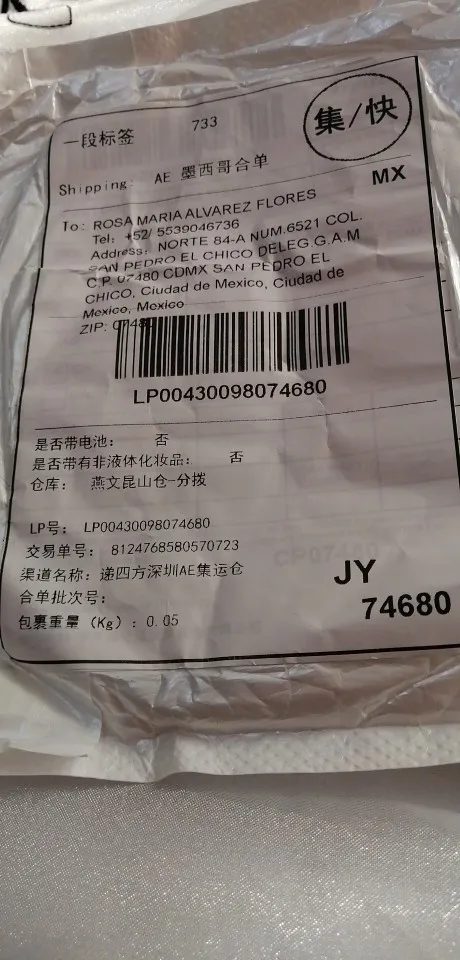 一段标签
733
集/快
Shipping: AE 墨西哥合单
MX
To: ROSA MARIA ALVAREZ FLORES
Tel: +52/ 5539046736
Address: NORTE 84-A NUM.6521 COL.
SAN PEDRO EL CHICO DELEG.G.A.M
C.P. 07480 CDMX SAN PEDRO EL
CHICO, Ciudad de Mexico, Ciudad de
Mexico, Mexico
ZIP: 07480
LP00430098074680
是否带电池： 否
是否带有非液体化妆品： 否
仓库： 燕文昆山仓-分拨
LP号： LP00430098074680
交易单号： 8124768580570723
渠道名称：递四方深圳AE集运仓
合单批次号：
包裹重量（Kg）：0.05
JY
74680